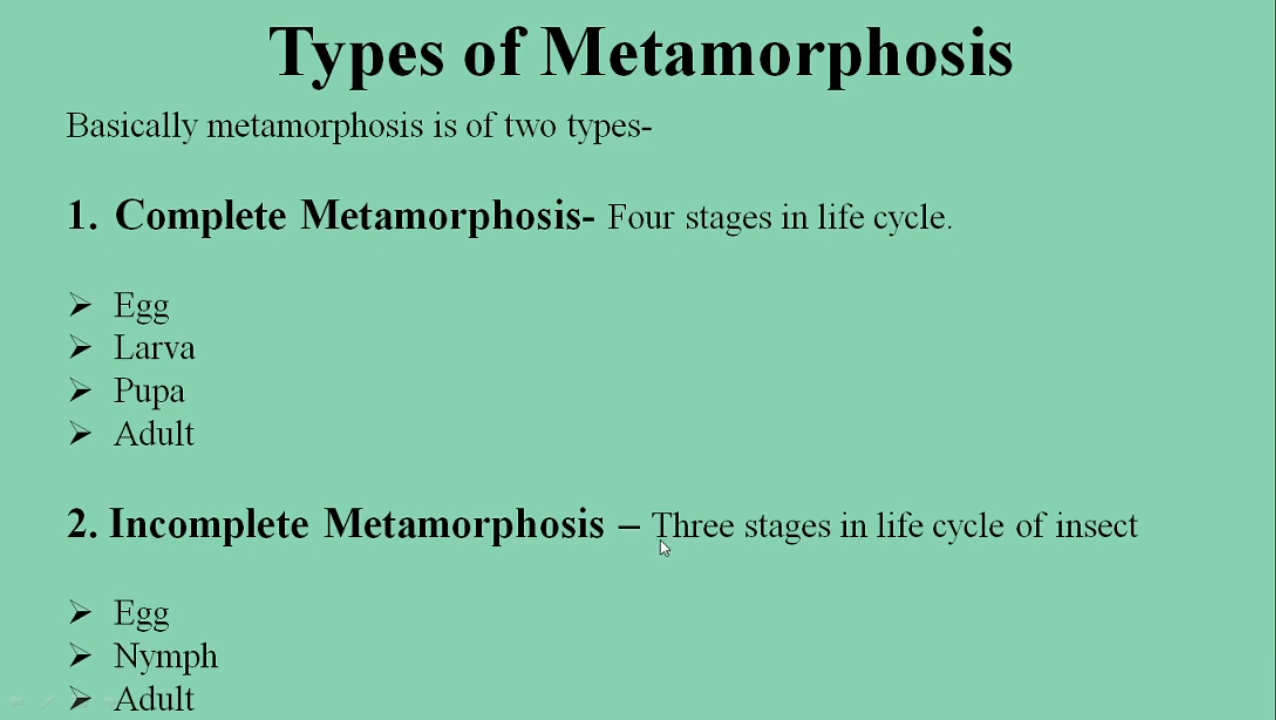 Types of Metamorphosis
Basically metamorphosis is of two types-
1. Complete Metamorphosis- Four stages in life cycle.
➢ Egg
➢ Larva
➢ Pupa
➢ Adult
2. Incomplete Metamorphosis – Three stages in life cycle of insect
➢ Egg
➢ Nymph
➢ Adult